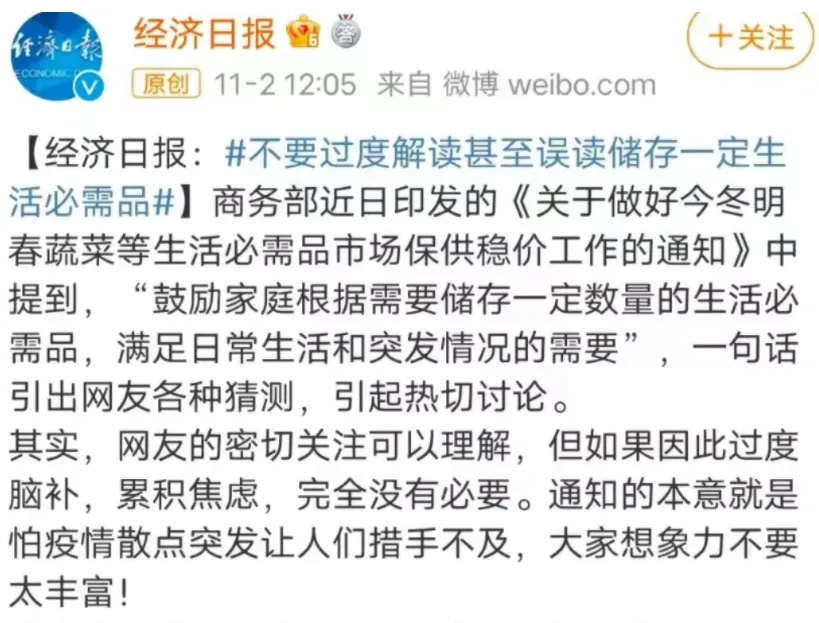 经济日报
+关注
經濟日報
ECONOMIC D
原创 11-2 12:05 来自 微博 weibo.com
【经济日报：#不要过度解读甚至误读储存一定生
活必需品#】商务部近日印发的《关于做好今冬明
春蔬菜等生活必需品市场保供稳价工作的通知》中
提到，“鼓励家庭根据需要储存一定数量的生活必
需品，满足日常生活和突发情况的需要”，一句话
引出网友各种猜测，引起热切讨论。
其实，网友的密切关注可以理解，但如果因此过度
脑补，累积焦虑，完全没有必要。通知的本意就是
怕疫情散点突发让人们措手不及，大家想象力不要
太丰富！